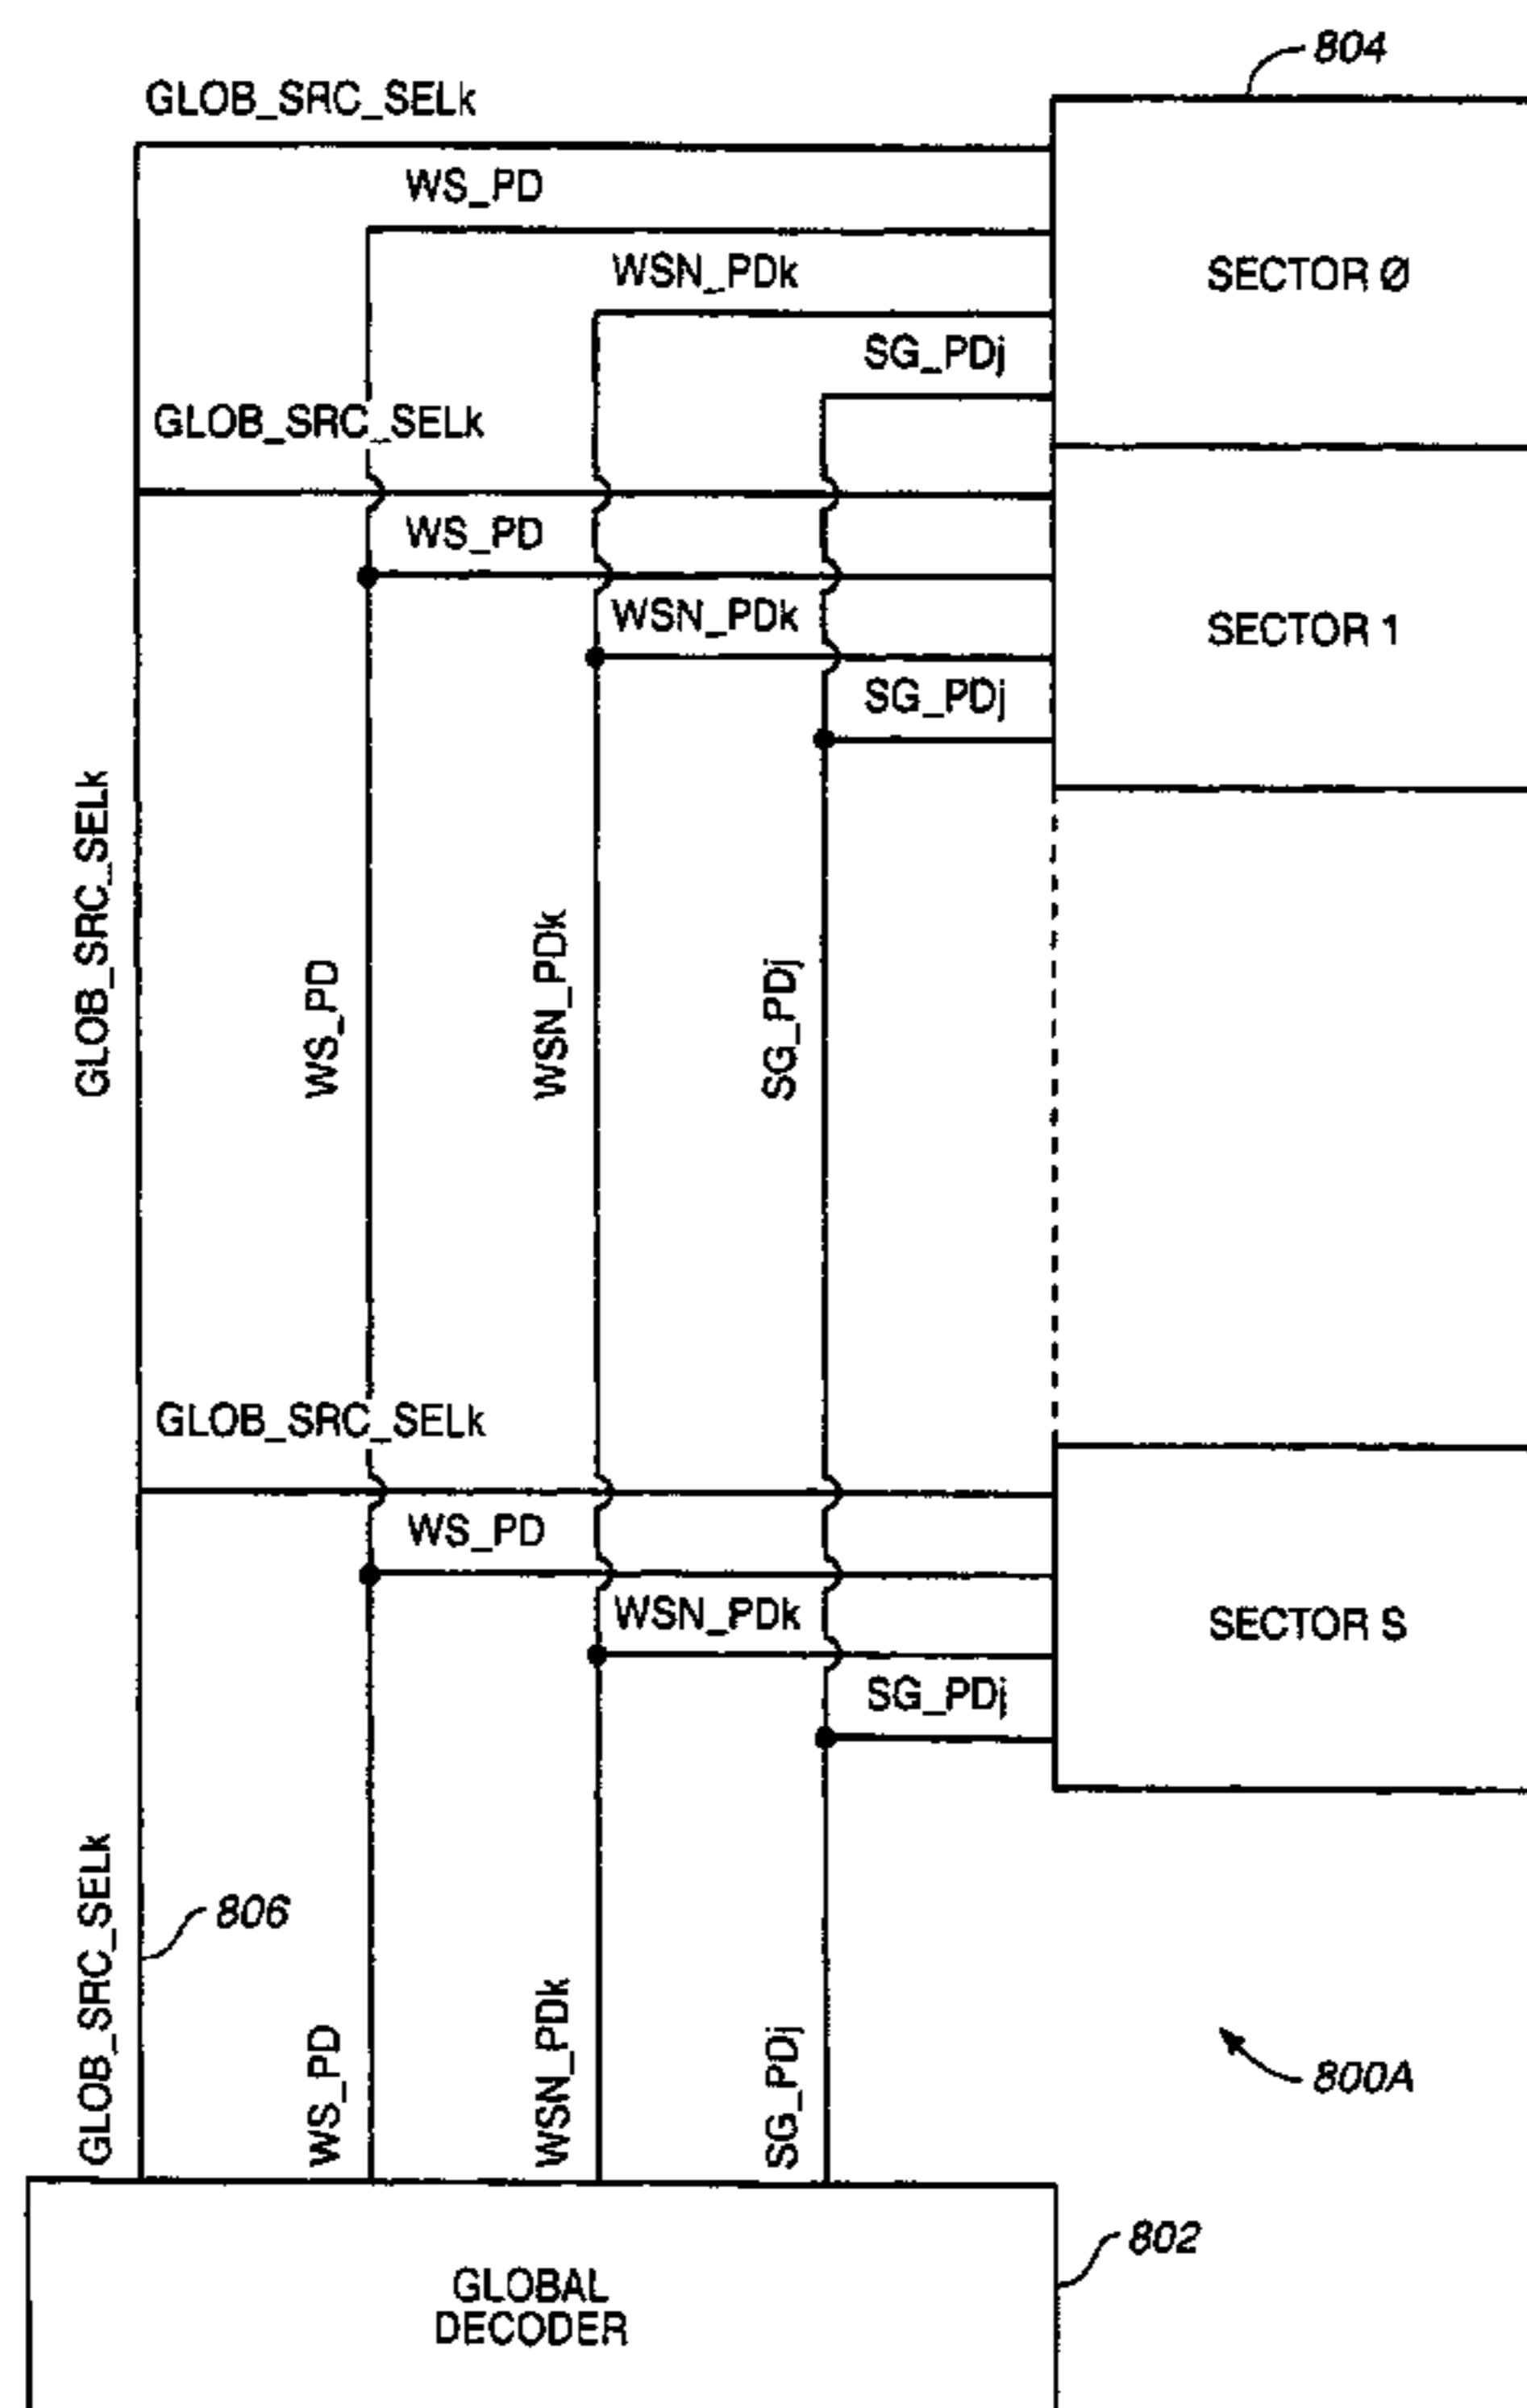 804
GLOB_SRC_SELk
WS_PD
WSN_PDk
SECTOR Ø
SG_PDj
GLOB_SRC_SELk
WS_PD
WSN_PDk
SECTOR 1
SG_PDj
GLOB_SRC_SELk
WS_PD
WSN_PDk
SG_PDj
GLOB_SRC_SELk
WS_PD
WSN_PDk
SECTOR S
SG_PDj
GLOB_SRC_SELk
806
WS_PD
WSN_PDk
SG_PDj
800A
802
GLOBAL
DECODER